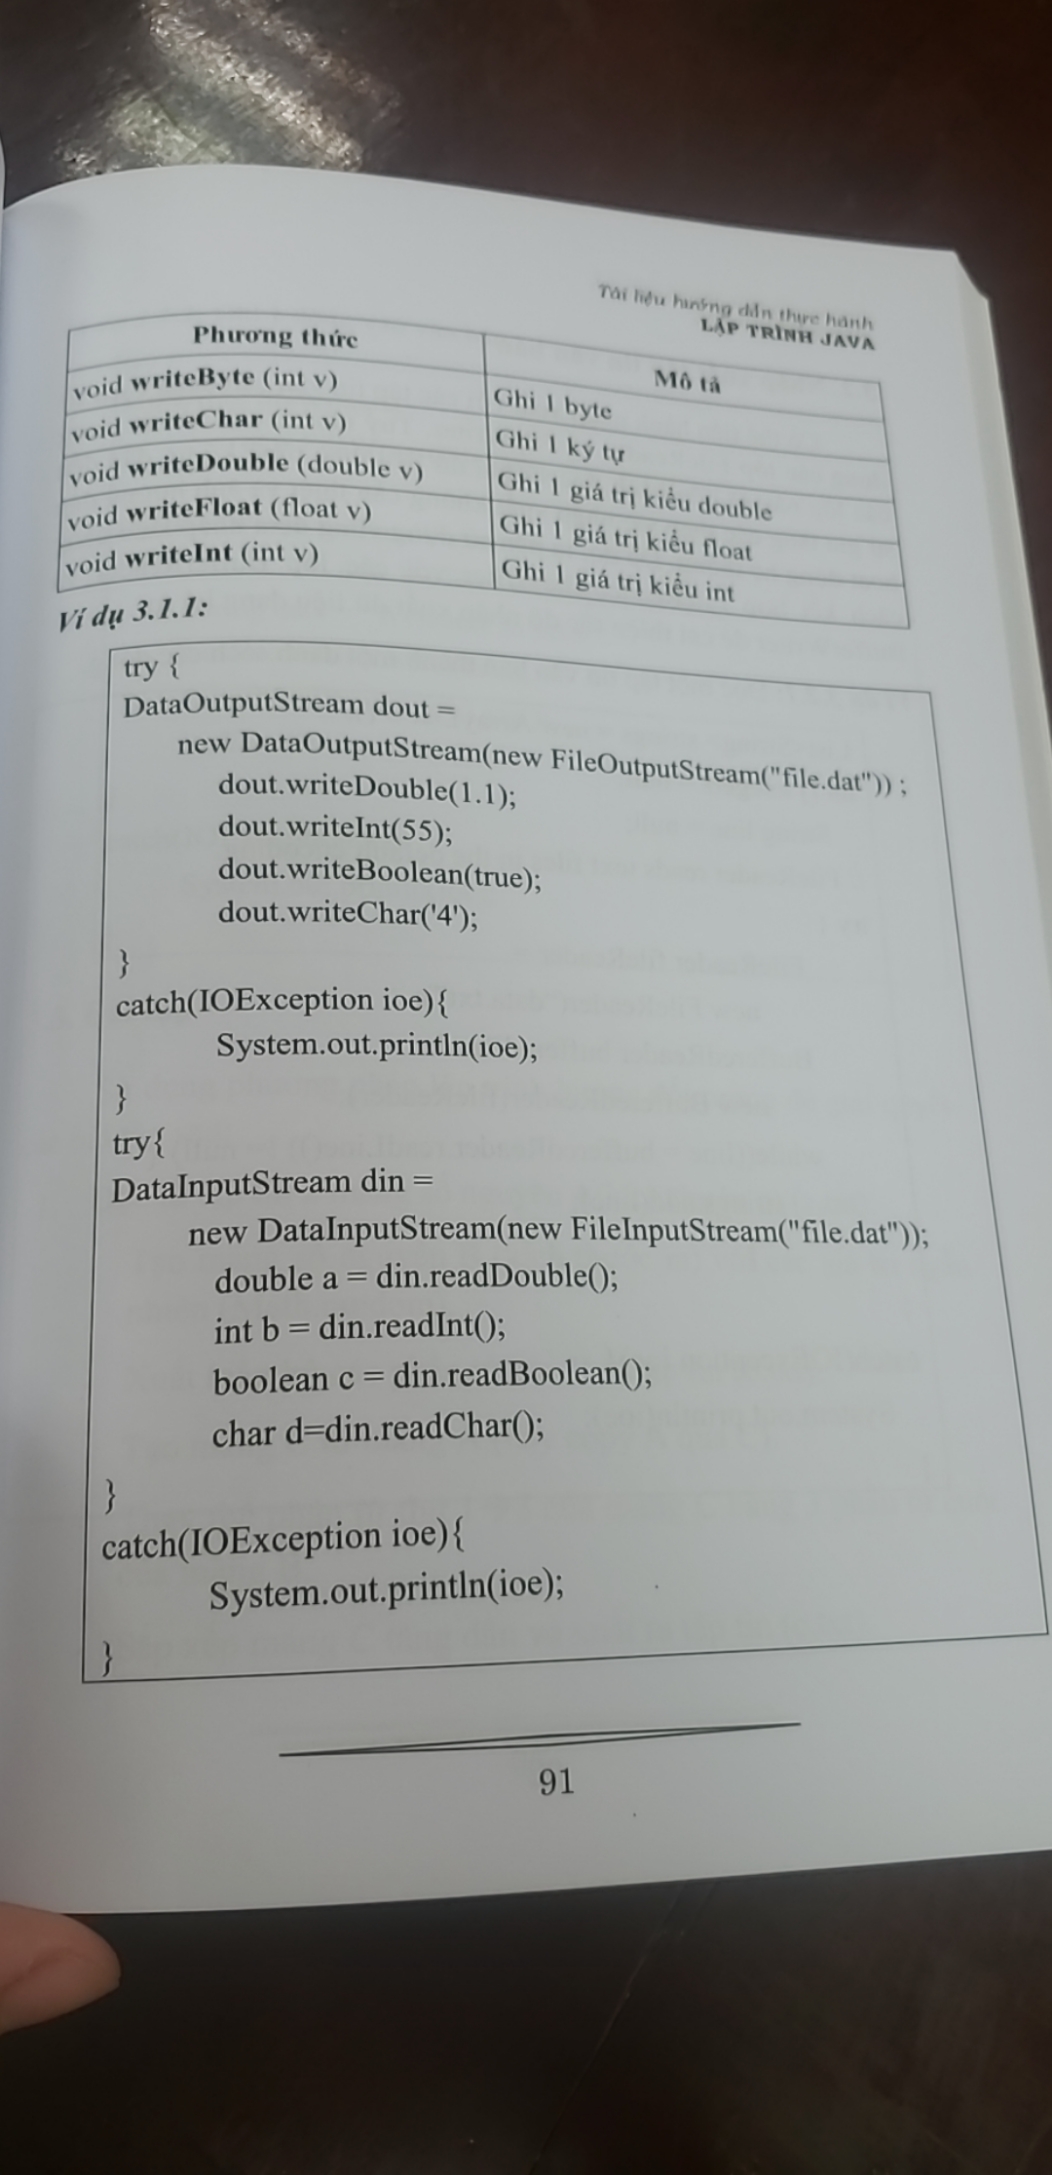 Tài liệu hướng dẫn thực hành
LẬP TRÌNH JAVA
Phương thức
Mô tả
void writeByte (int v)
Ghi 1 byte
void writeChar (int v)
Ghi 1 ký tự
void writeDouble (double v)
Ghi 1 giá trị kiểu double
void writeFloat (float v)
Ghi 1 giá trị kiểu float
void writeInt (int v)
Ghi 1 giá trị kiểu int
Ví dụ 3.1.1:
try {
DataOutputStream dout =
new DataOutputStream(new FileOutputStream("file.dat")) ;
dout.writeDouble(1.1);
dout.writeInt(55);
dout.writeBoolean(true);
dout.writeChar('4');
}
catch(IOException ioe){
System.out.println(ioe);
}
try{
DataInputStream din =
new DataInputStream(new FileInputStream("file.dat"));
double a = din.readDouble();
int b = din.readInt();
boolean c = din.readBoolean();
char d=din.readChar();
}
catch(IOException ioe){
System.out.println(ioe);
}
91